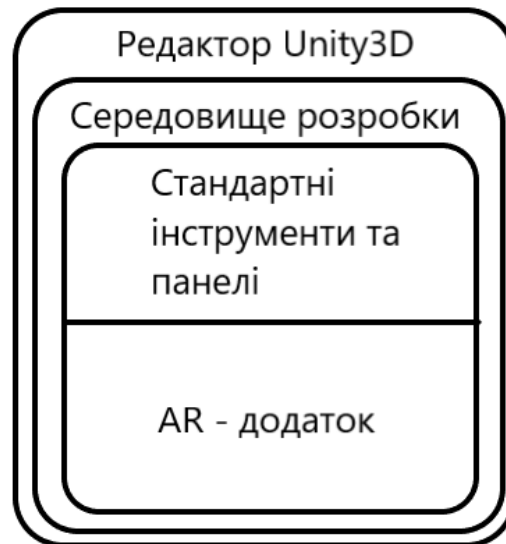 Редактор Unity3D
Середовище розробки
Стандартні
інструменти та
панелі
AR - додаток